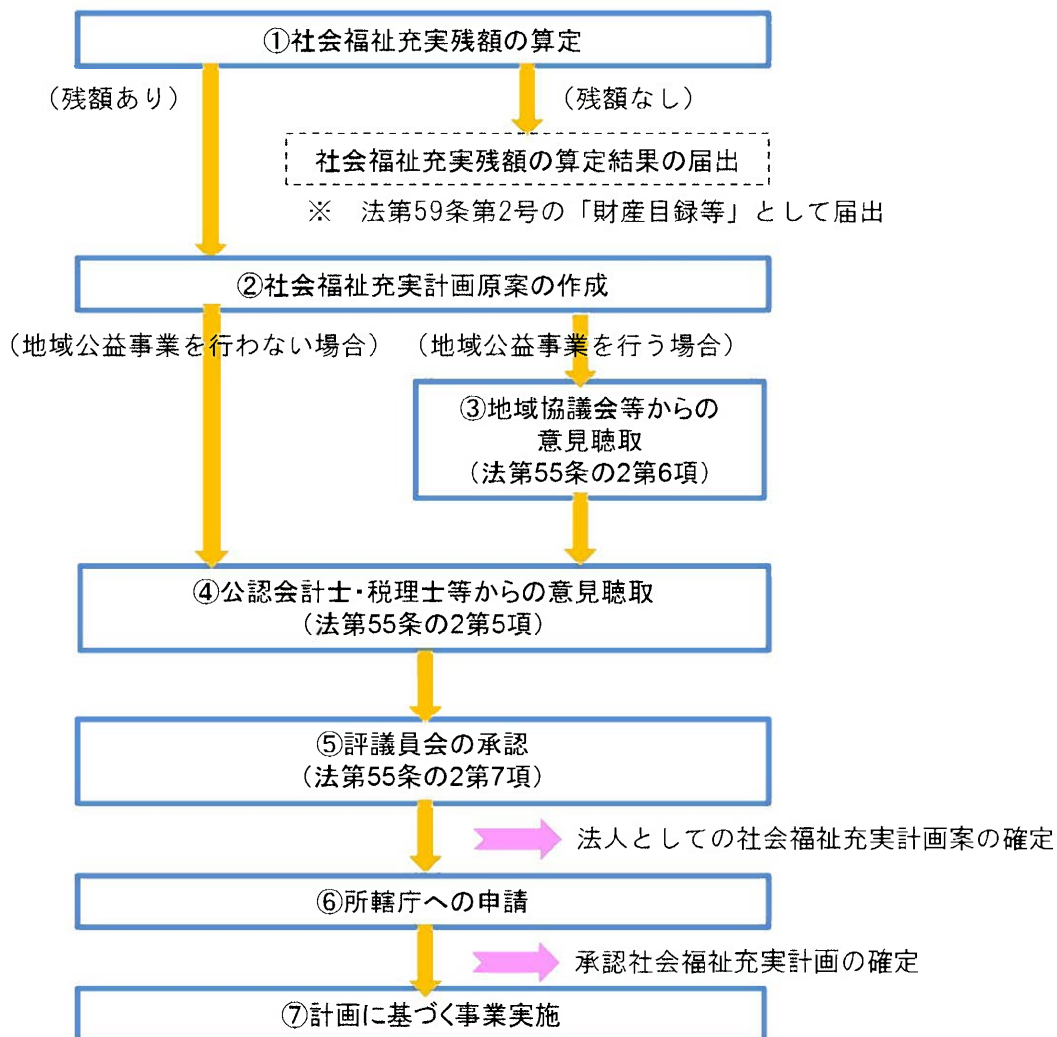 ①社会福祉充実残額の算定
（残額あり）
（残額なし）
社会福祉充実残額の算定結果の届出
※　法第59条第2号の「財産目録等」として届出
②社会福祉充実計画原案の作成
（地域公益事業を行わない場合）
（地域公益事業を行う場合）
③地域協議会等からの
意見聴取
（法第55条の2第6項）
④公認会計士・税理士等からの意見聴取
（法第55条の2第5項）
⑤評議員会の承認
（法第55条の2第7項）
法人としての社会福祉充実計画案の確定
⑥所轄庁への申請
承認社会福祉充実計画の確定
⑦計画に基づく事業実施